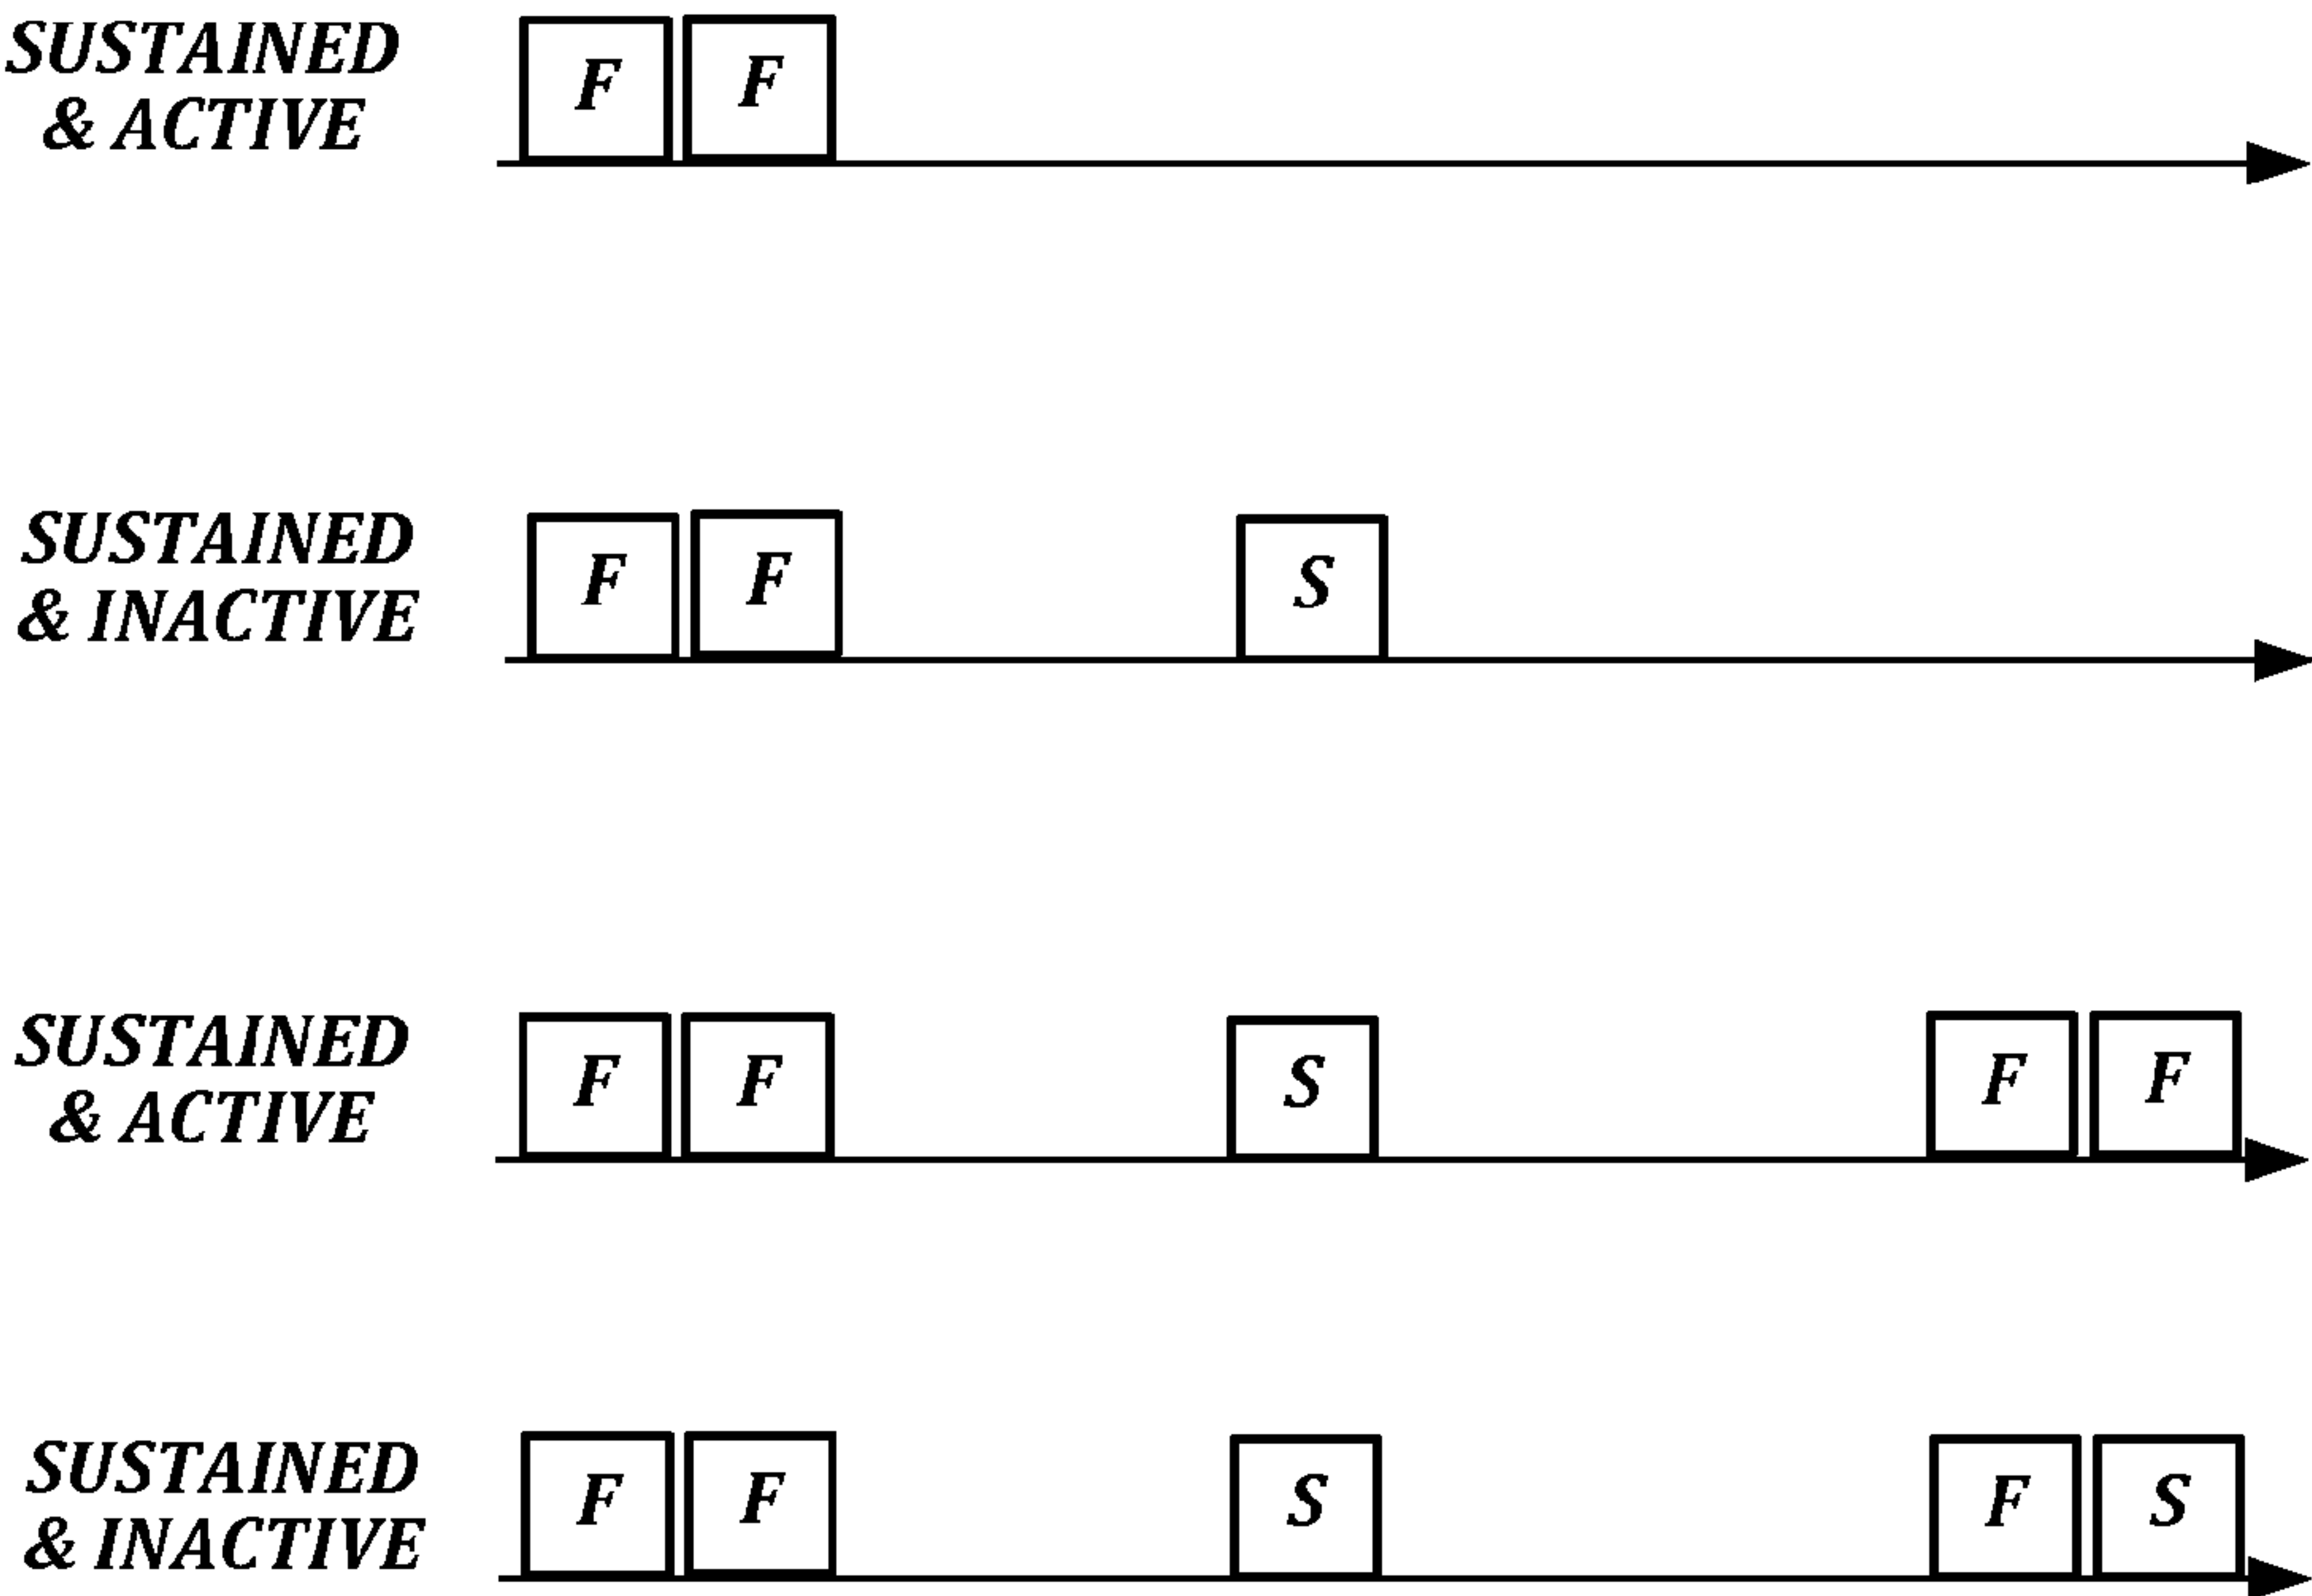 SUSTAINED
& ACTIVE
F F
SUSTAINED
& INACTIVE
F F S
SUSTAINED
& ACTIVE
F F S F F
SUSTAINED
& INACTIVE
F F S F S